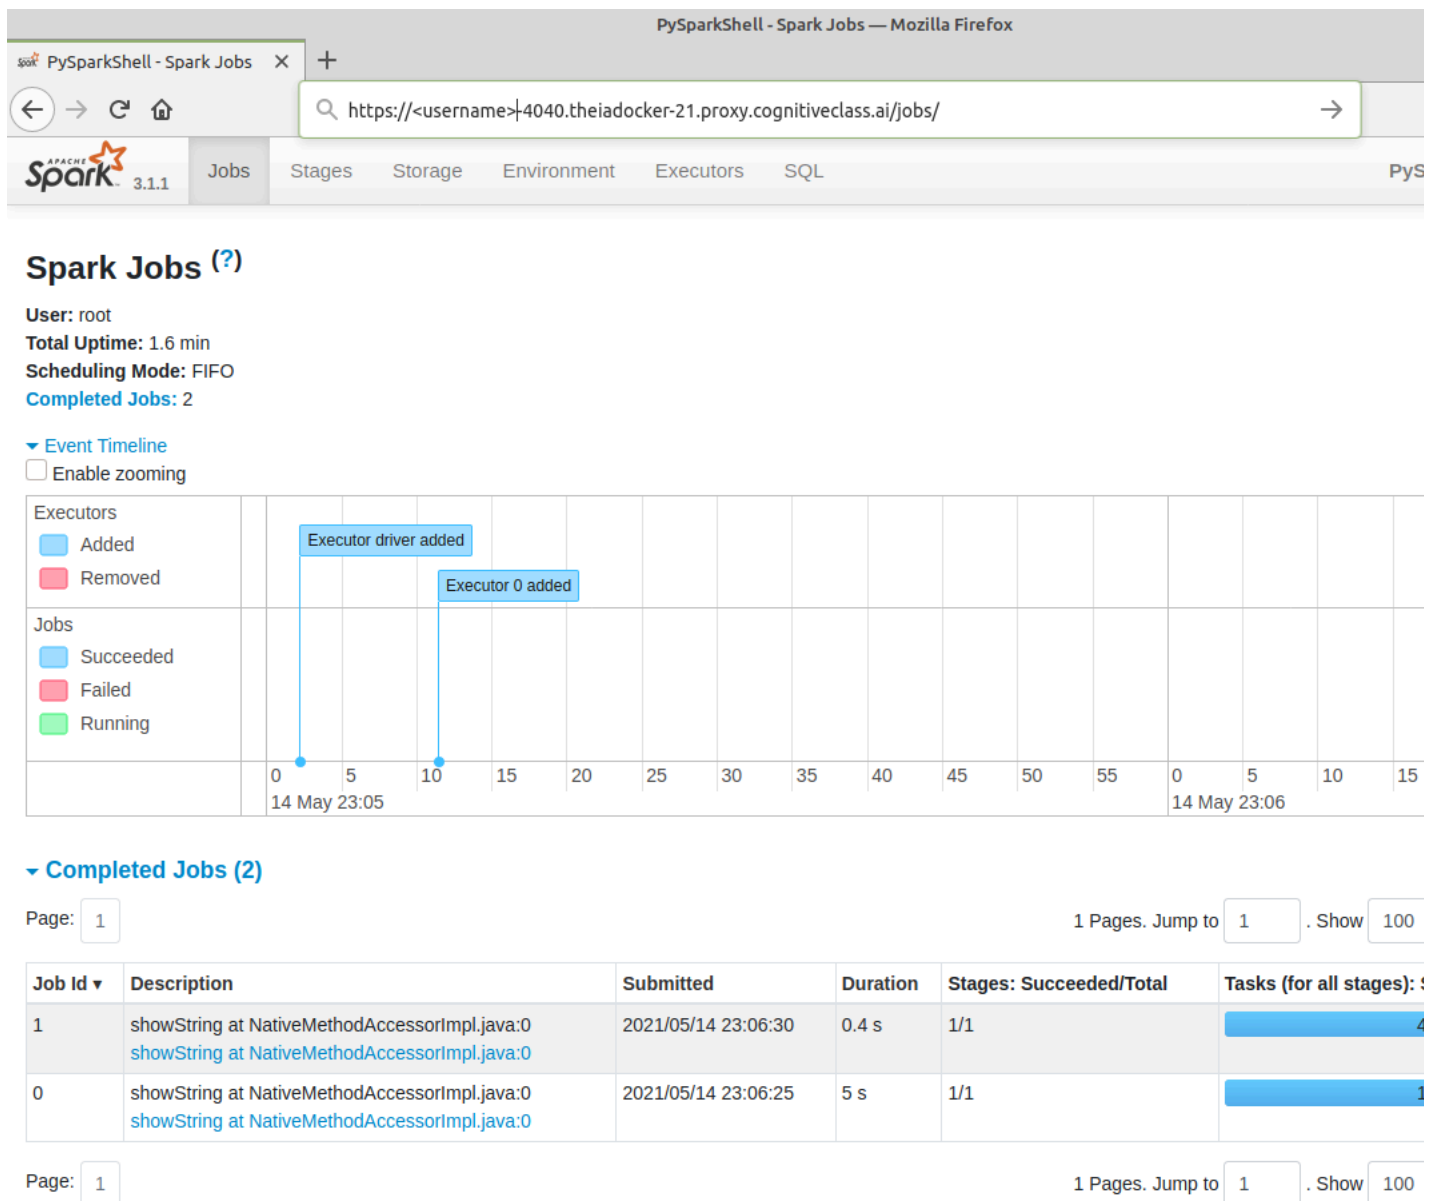 PySparkShell - Spark Jobs — Mozilla Firefox
Spark PySparkShell - Spark Jobs × +
https://<username>-4040.theiadocker-21.proxy.cognitiveclass.ai/jobs/
APACHE Spark 3.1.1 Jobs Stages Storage Environment Executors SQL PyS
Spark Jobs (?)
User: root
Total Uptime: 1.6 min
Scheduling Mode: FIFO
Completed Jobs: 2
Event Timeline
Enable zooming
Executors
Added
Removed
Executor driver added
Executor 0 added
Jobs
Succeeded
Failed
Running
0 5 10 15 20 25 30 35 40 45 50 55 0 5 10 15
14 May 23:05 14 May 23:06
Completed Jobs (2)
Page: 1 1 Pages. Jump to 1 . Show 100
Job Id ▾ Description Submitted Duration Stages: Succeeded/Total Tasks (for all stages):
1 showString at NativeMethodAccessorImpl.java:0 2021/05/14 23:06:30 0.4 s 1/1 4
showString at NativeMethodAccessorImpl.java:0
0 showString at NativeMethodAccessorImpl.java:0 2021/05/14 23:06:25 5 s 1/1 1
showString at NativeMethodAccessorImpl.java:0
Page: 1 1 Pages. Jump to 1 . Show 100